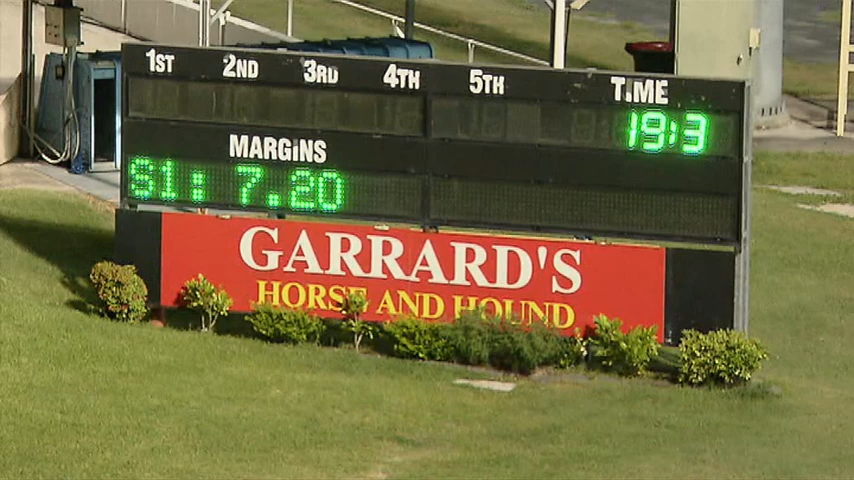 1ST 2ND 3RD 4TH 5TH TIME
19:3
MARGINS
S1: 7.20
GARRARD'S
HORSE AND HOUND